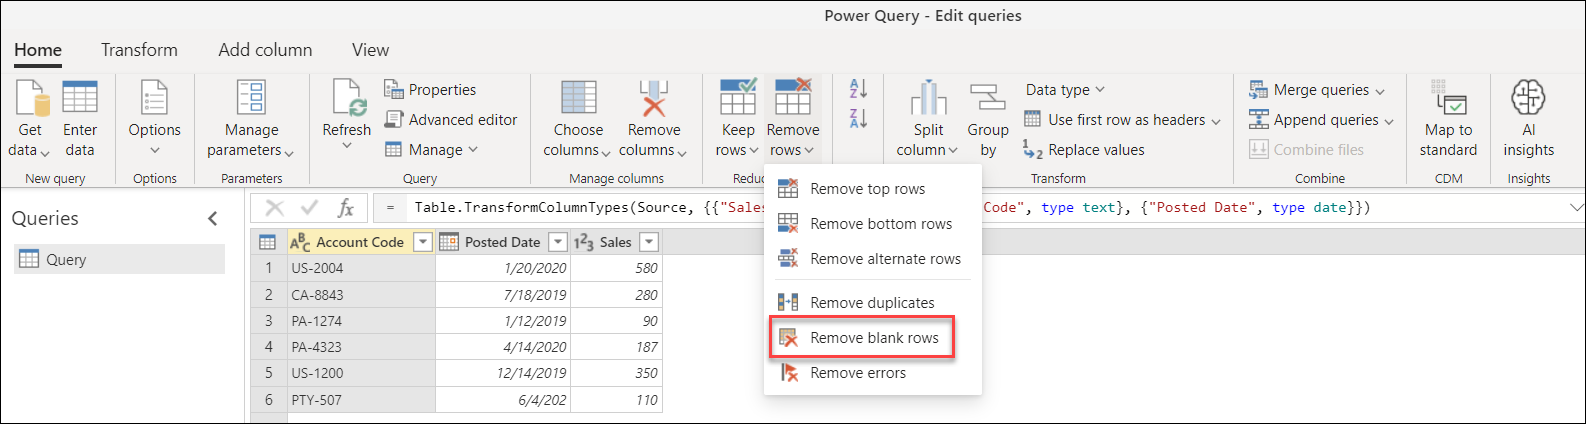 Power Query - Edit queries
Home Transform Add column View
Get data
Enter data
New query
Options
Options
Manage parameters
Parameters
Refresh
Properties
Advanced editor
Manage
Query
Choose columns
Remove columns
Manage columns
Keep rows
Remove rows
Reduc
A Z
Z A
Split column
Group by
Data type
Use first row as headers
1 2 Replace values
Transform
Merge queries
Append queries
Combine files
Combine
Map to standard
CDM
AI insights
Insights
Remove top rows
Remove bottom rows
Remove alternate rows
Remove duplicates
Remove blank rows
Remove errors
Queries
Query
fx = Table.TransformColumnTypes(Source, {{"Sales Code", type text}, {"Posted Date", type date}})
ABC Account Code Posted Date 123 Sales
1 US-2004 1/20/2020 580
2 CA-8843 7/18/2019 280
3 PA-1274 1/12/2019 90
4 PA-4323 4/14/2020 187
5 US-1200 12/14/2019 350
6 PTY-507 6/4/202 110